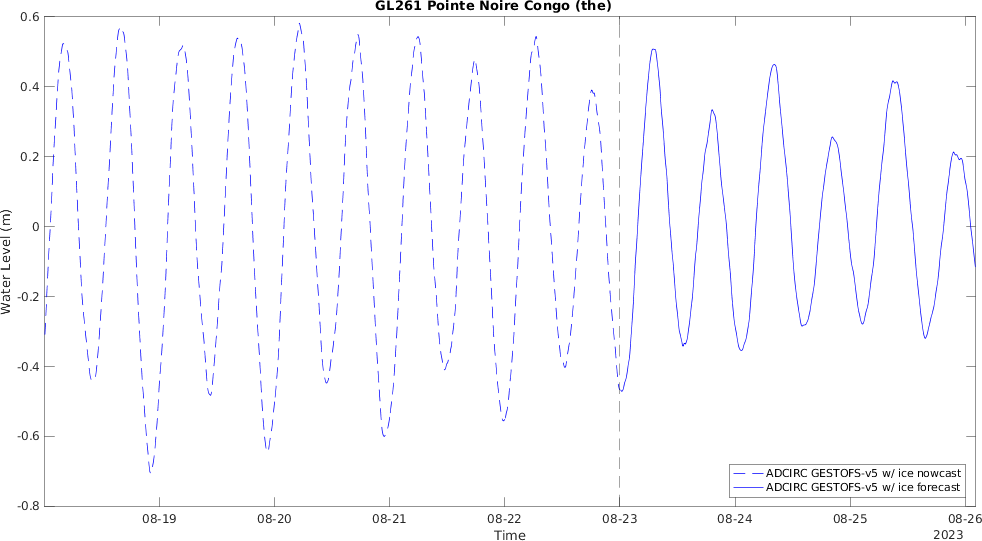 GL261 Pointe Noire Congo (the)
0.6
0.4
0.2
0
-0.2
-0.4
-0.6
-0.8
Water Level (m)
ADCIRC GESTOFS-v5 w/ ice nowcast
ADCIRC GESTOFS-v5 w/ ice forecast
08-19 08-20 08-21 08-22 08-23 08-24 08-25 08-26
Time
2023